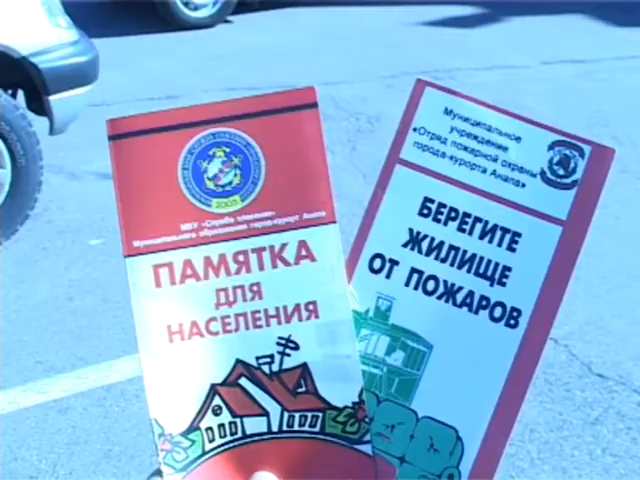 2005
МБУ «Служба спасения»
Муниципального образования город-курорт Анапа
ПАМЯТКА
ДЛЯ
НАСЕЛЕНИЯ
Муниципальное
учреждение
«Отряд пожарной охраны
города-курорта Анапа»
БЕРЕГИТЕ
ЖИЛИЩЕ
ОТ ПОЖАРОВ